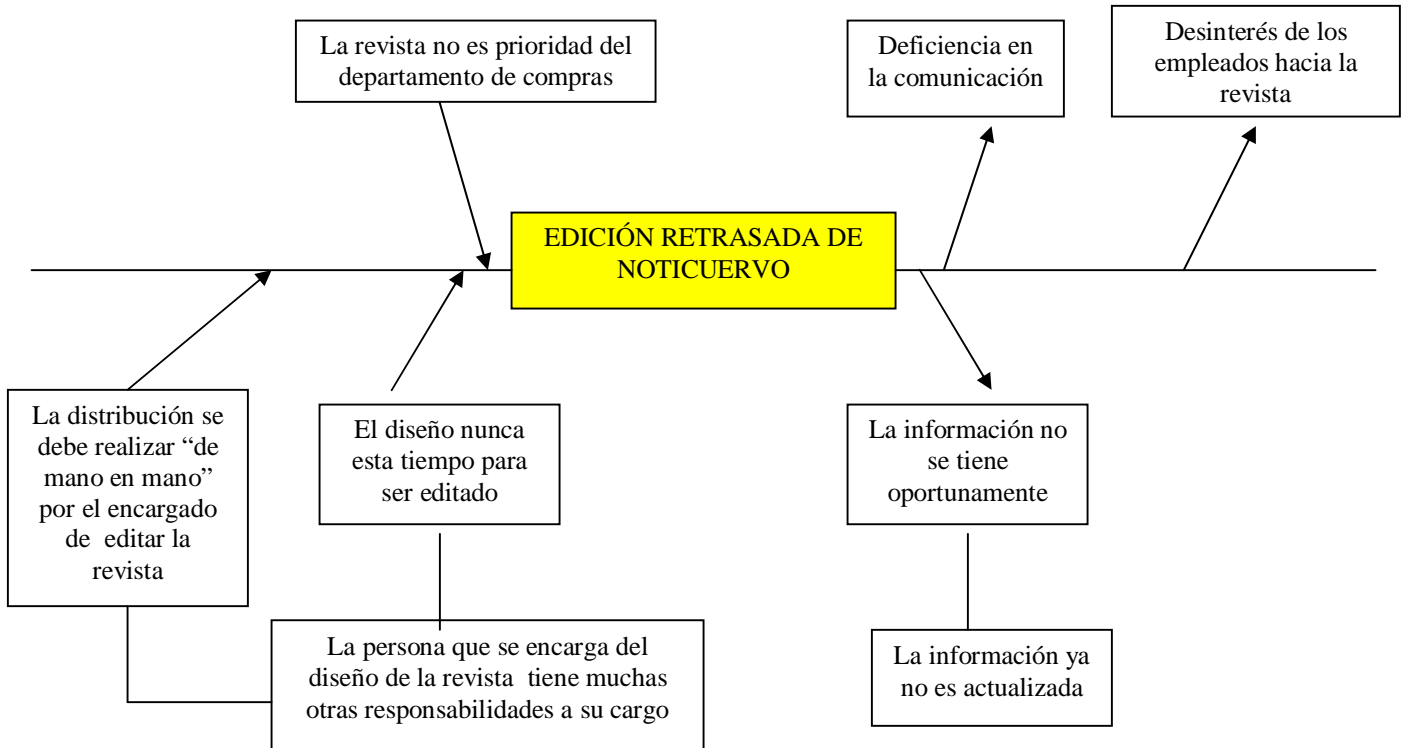 La revista no es prioridad del
departamento de compras
Deficiencia en
la comunicación
Desinterés de los
empleados hacia la
revista
EDICIÓN RETRASADA DE
NOTICUERVO
La distribución se
debe realizar “de
mano en mano”
por el encargado
de editar la
revista
El diseño nunca
esta tiempo para
ser editado
La información no
se tiene
oportunamente
La persona que se encarga del
diseño de la revista tiene muchas
otras responsabilidades a su cargo
La información ya
no es actualizada